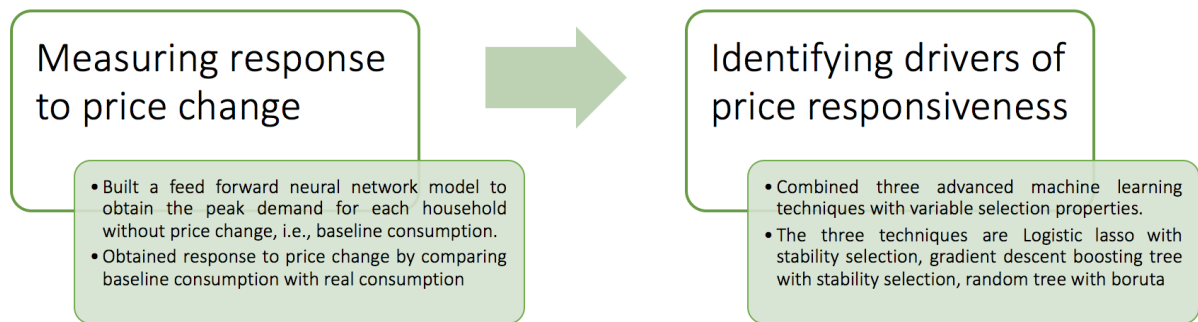 Measuring response
to price change
• Built a feed forward neural network model to
obtain the peak demand for each household
without price change, i.e., baseline consumption.
• Obtained response to price change by comparing
baseline consumption with real consumption
Identifying drivers of
price responsiveness
• Combined three advanced machine learning
techniques with variable selection properties.
• The three techniques are Logistic lasso with
stability selection, gradient descent boosting tree
with stability selection, random tree with boruta